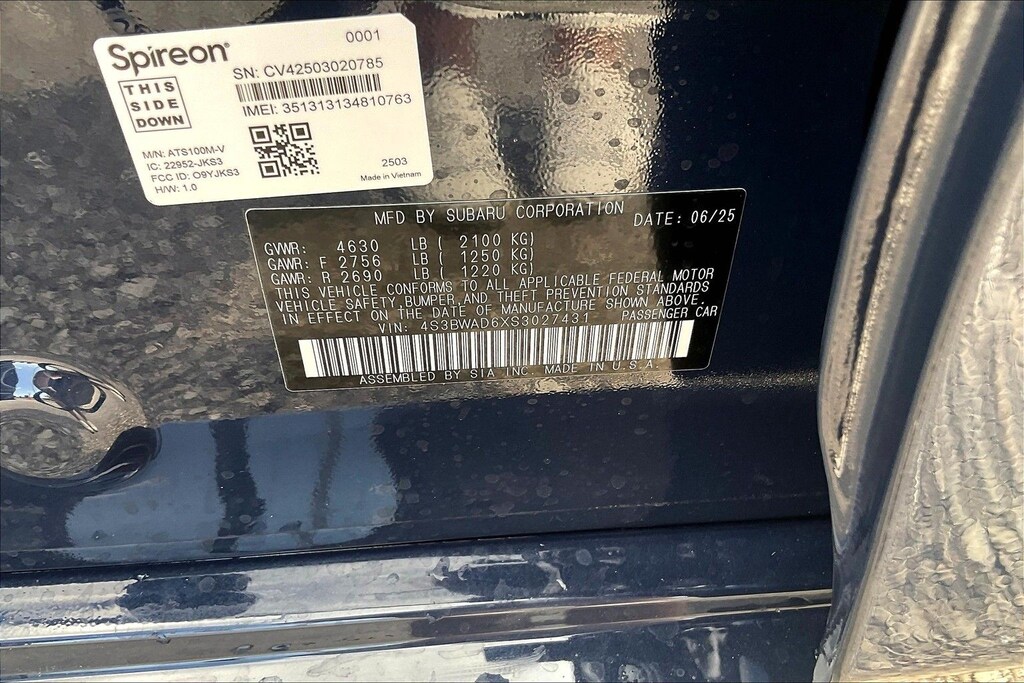 Spireon®
0001
SN: CV42503020785
THIS
SIDE
DOWN
IMEI: 351313134810763
M/N: ATS100M-V
IC: 22952-JKS3
FCC ID: O9YJKS3
H/W: 1.0
2503
Made in Vietnam
MFD BY SUBARU CORPORATION DATE: 06/25
GVWR: 4630 LB ( 2100 KG)
GAWR: F 2756 LB ( 1250 KG)
GAWR: R 2690 LB ( 1220 KG)
THIS VEHICLE CONFORMS TO ALL APPLICABLE FEDERAL MOTOR
VEHICLE SAFETY, BUMPER, AND THEFT PREVENTION STANDARDS
IN EFFECT ON THE DATE OF MANUFACTURE SHOWN ABOVE.
VIN: 4S3BWAD6XS3027431 PASSENGER CAR
ASSEMBLED BY SIA INC. MADE IN U.S.A.